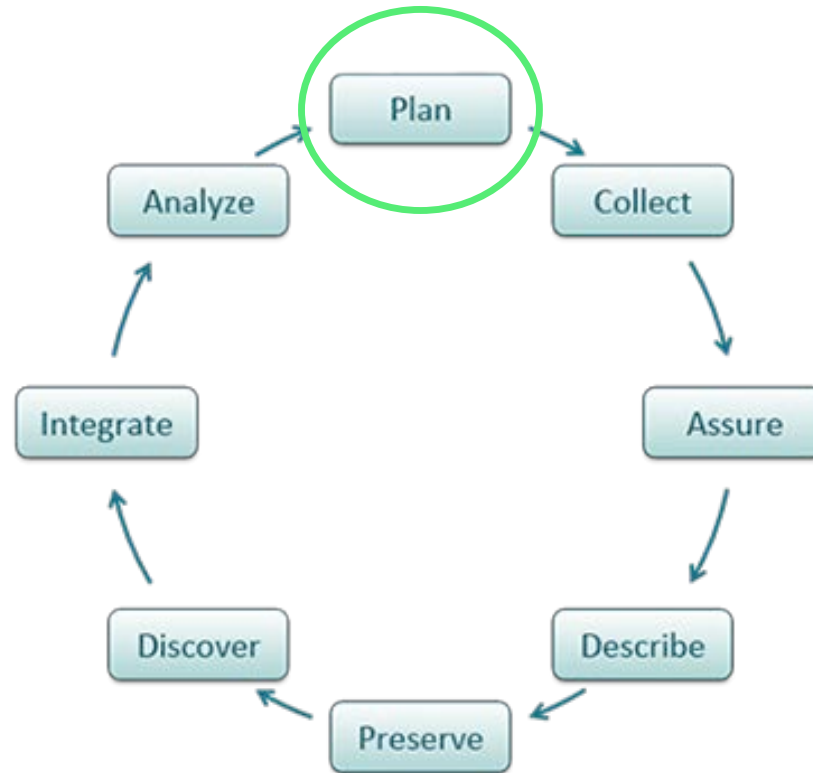 Plan
Collect
Assure
Describe
Preserve
Discover
Integrate
Analyze